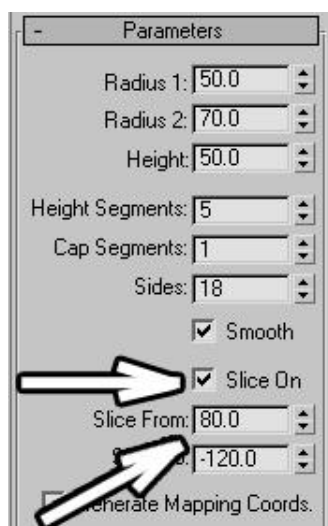 - Parameters
Radius 1: 50.0
Radius 2: 70.0
Height: 50.0
Height Segments: 5
Cap Segments: 1
Sides: 18
Smooth
Slice On
Slice From: 80.0
-120.0
Mapping Coords.